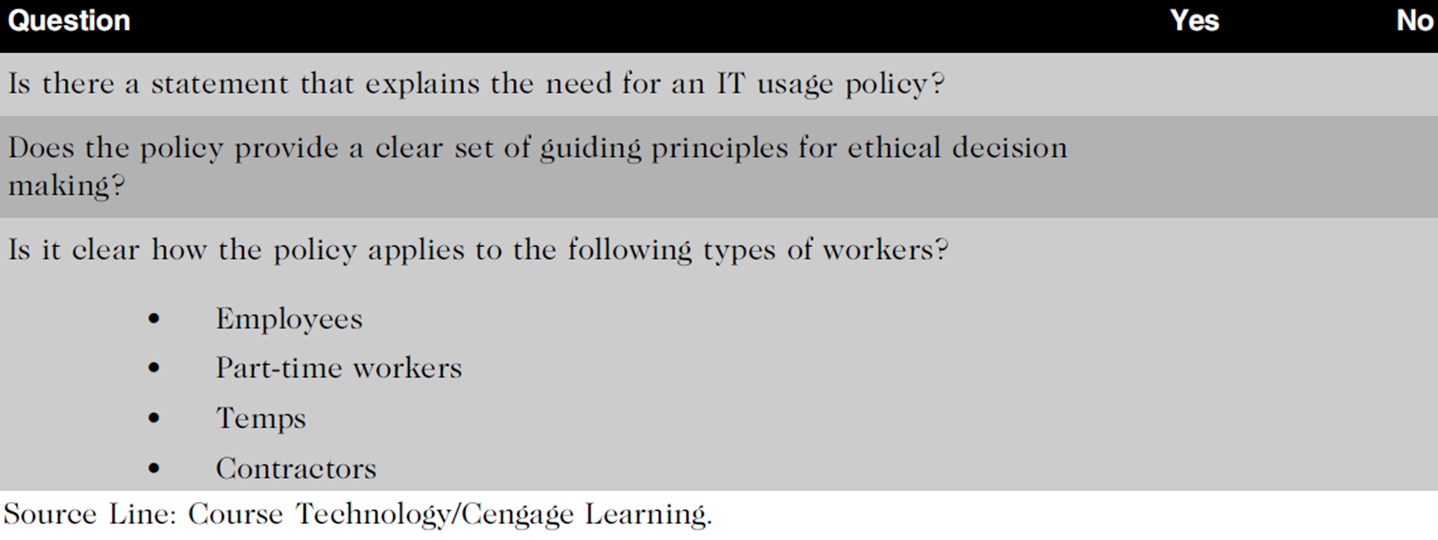 Question Yes No
Is there a statement that explains the need for an IT usage policy?
Does the policy provide a clear set of guiding principles for ethical decision
making?
Is it clear how the policy applies to the following types of workers?
• Employees
• Part-time workers
• Temps
• Contractors
Source Line: Course Technology/Cengage Learning.